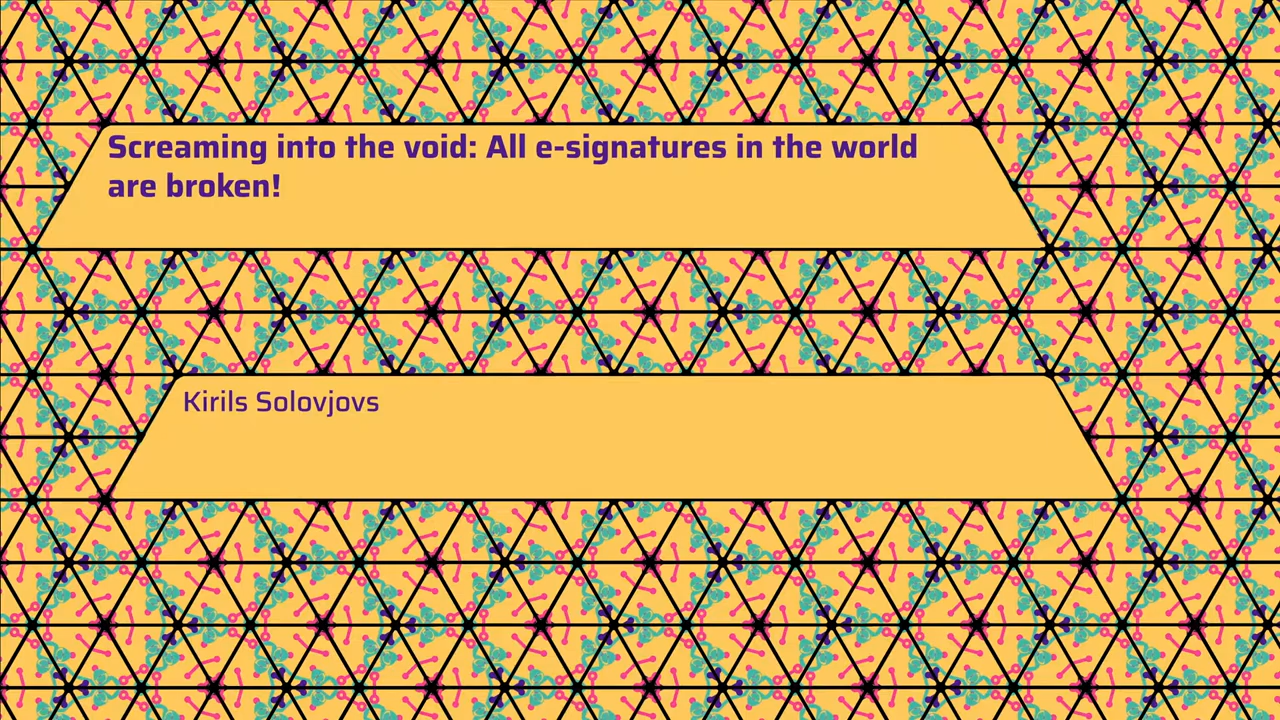 Screaming into the void: All e-signatures in the world
are broken!
Kirils Solovjovs